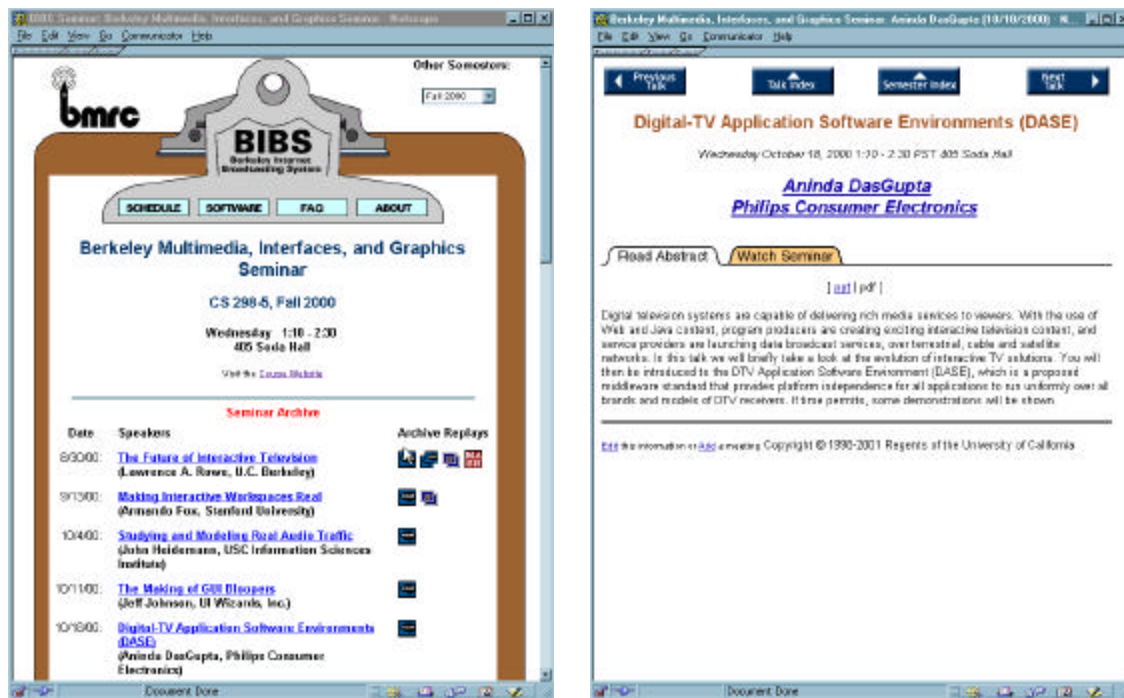 BIBS Seminar: Berkeley Multimedia, Interfaces, and Graphics Seminar - Netscape
File Edit View Go Communicator Help
Other Semesters:
Fall 2000
bmrc
BIBS
Berkeley Internet
Broadcasting System
SCHEDULE SOFTWARE FAQ ABOUT
Berkeley Multimedia, Interfaces, and Graphics
Seminar
CS 298-5, Fall 2000
Wednesday 1:10 - 2:30
405 Soda Hall
Visit the Course Website
Seminar Archive
Date Speakers Archive Replays
8/30/00: The Future of Interactive Television
(Lawrence A. Rowe, U.C. Berkeley)
9/13/00: Making Interactive Workspaces Real
(Armando Fox, Stanford University)
10/4/00: Studying and Modeling Real Audio Traffic
(John Heidemann, USC Information Sciences
Institute)
10/11/00: The Making of GUI Bloopers
(Jeff Johnson, UI Wizards, Inc.)
10/18/00: Digital-TV Application Software Environments
(DASE)
(Aninda DasGupta, Philips Consumer
Electronics)
Document Done
Berkeley Multimedia, Interfaces, and Graphics Seminar: Aninda DasGupta (10/18/2000) - N...
File Edit View Go Communicator Help
Previous Talk
Talk Index
Semester Index
Next Talk
Digital-TV Application Software Environments (DASE)
Wednesday October 18, 2000 1:10 - 2:30 PST 405 Soda Hall
Aninda DasGupta
Philips Consumer Electronics
Read Abstract Watch Seminar
[ ppt | pdf ]
Digital television systems are capable of delivering rich media services to viewers. With the use of
Web and Java content, program producers are creating exciting interactive television content, and
service providers are launching data broadcast services, over terrestrial, cable and satellite
networks. In this talk we will briefly take a look at the evolution of interactive TV solutions. You will
then be introduced to the DTV Application Software Environment (DASE), which is a proposed
middleware standard that provides platform independence for all applications to run uniformly over all
brands and models of DTV receivers. If time permits, some demonstrations will be shown.
Edit this information or Add a meeting Copyright © 1998-2001 Regents of the University of California
Document Done